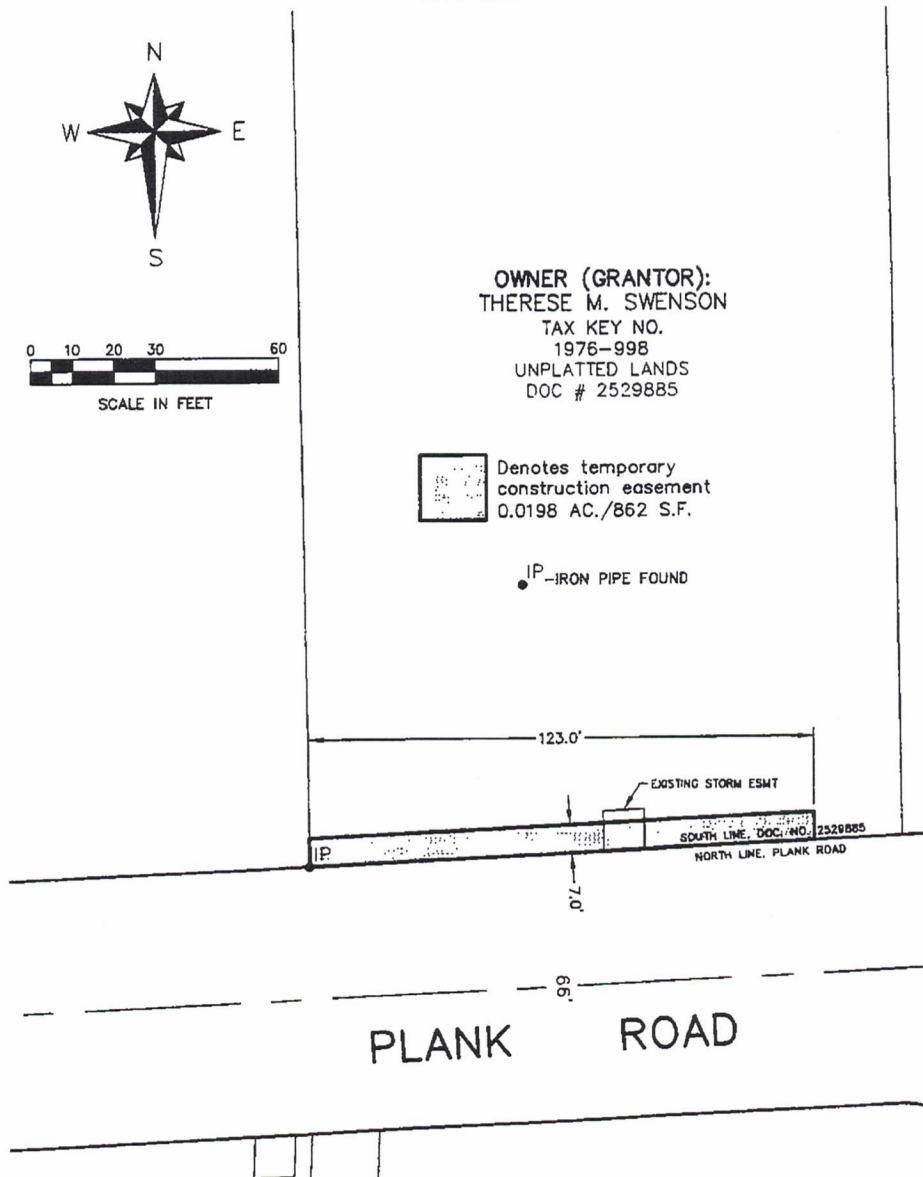 N
W
E
S
0 10 20 30 60
SCALE IN FEET
OWNER (GRANTOR):
THERESE M. SWENSON
TAX KEY NO.
1976-998
UNPLATTED LANDS
DOC # 2529885
Denotes temporary
construction easement
0.0198 AC./862 S.F.
IP -IRON PIPE FOUND
123.0'
EXISTING STORM ESMT
SOUTH LINE, DOC. NO. 2529885
IP
NORTH LINE, PLANK ROAD
7.0'
66'
PLANK ROAD